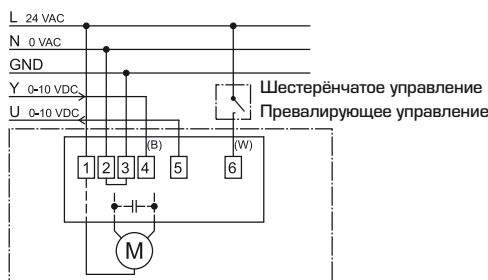 L 24 VAC
N 0 VAC
GND
Y 0-10 VDC
U 0-10 VDC
Шестерёнчатое управление
Превалирующее управление
(B) (W)
1 2 3 4 5 6
M